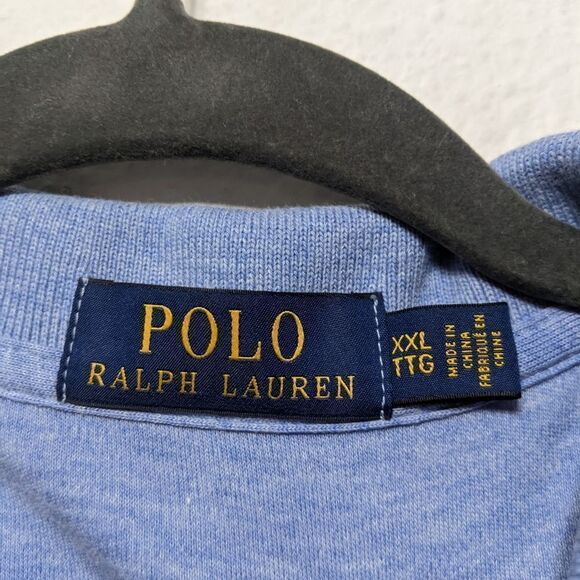 POLO
RALPH LAUREN
XXL
TTG
MADE IN
CHINA
FABRIQUÉ EN
CHINE